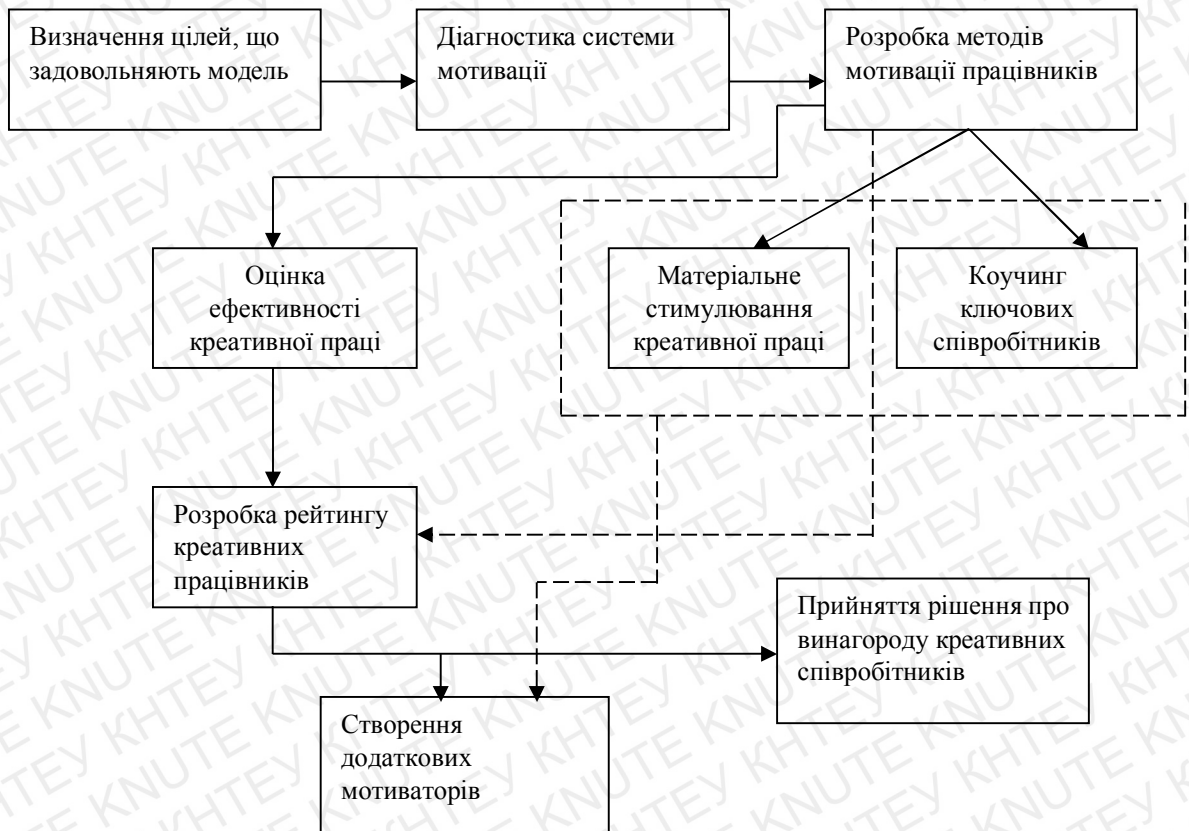 Визначення цілей, що
задовольняють модель
Діагностика системи
мотивації
Розробка методів
мотивації працівників
Оцінка
ефективності
креативної праці
Матеріальне
стимулювання
креативної праці
Коучинг
ключових
співробітників
Розробка рейтингу
креативних
працівників
Прийняття рішення про
винагороду креативних
співробітників
Створення
додаткових
мотиваторів